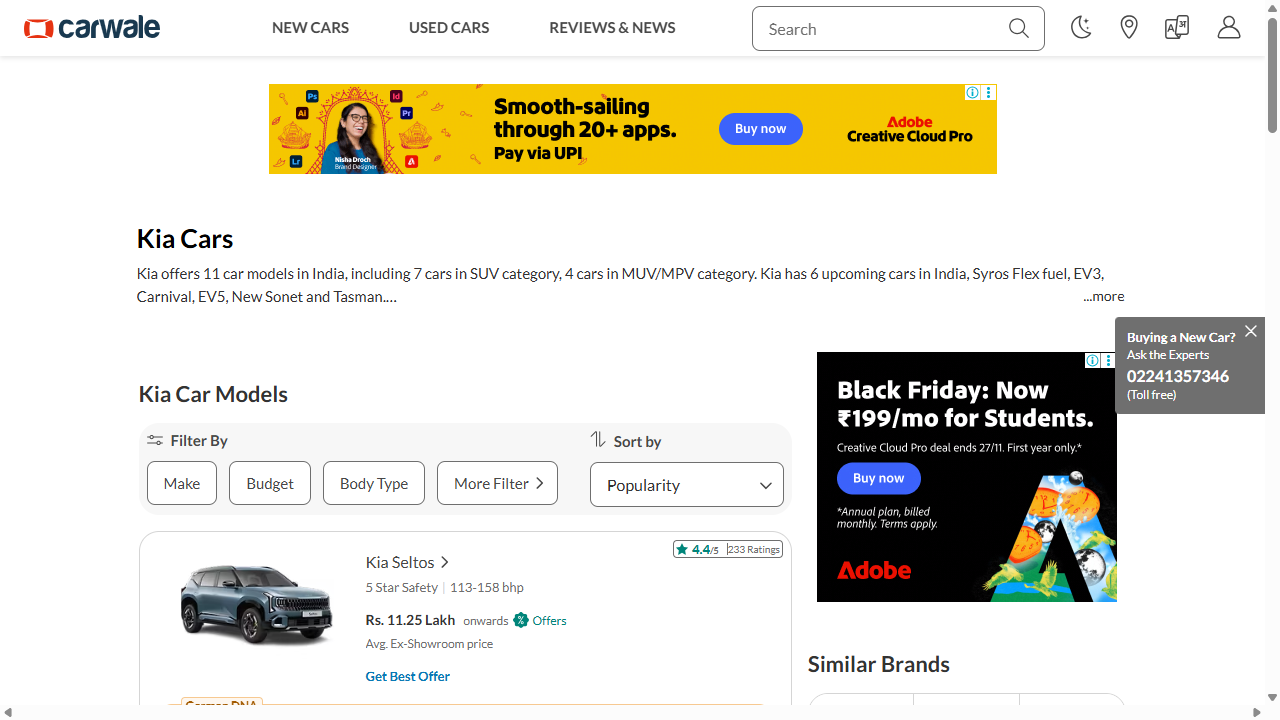 carwale
NEW CARS
USED CARS
REVIEWS & NEWS
Search
Ps
Id
Ai
Pr
Lr
Nisha Droch
Brand Designer
Smooth-sailing
through 20+ apps.
Pay via UPI
Buy now
Adobe
Creative Cloud Pro
Kia Cars
Kia offers 11 car models in India, including 7 cars in SUV category, 4 cars in MUV/MPV category. Kia has 6 upcoming cars in India, Syros Flex fuel, EV3,
Carnival, EV5, New Sonet and Tasman....
...more
Buying a New Car?
Ask the Experts
02241357346
(Toll free)
Kia Car Models
Filter By
Sort by
Make
Budget
Body Type
More Filter
Popularity
Kia Seltos
4.4/5 233 Ratings
5 Star Safety | 113-158 bhp
Rs. 11.25 Lakh onwards Offers
Avg. Ex-Showroom price
Get Best Offer
German DNA
Black Friday: Now
₹199/mo for Students.
Creative Cloud Pro deal ends 27/11. First year only.*
Buy now
*Annual plan, billed
monthly. Terms apply.
Adobe
Similar Brands